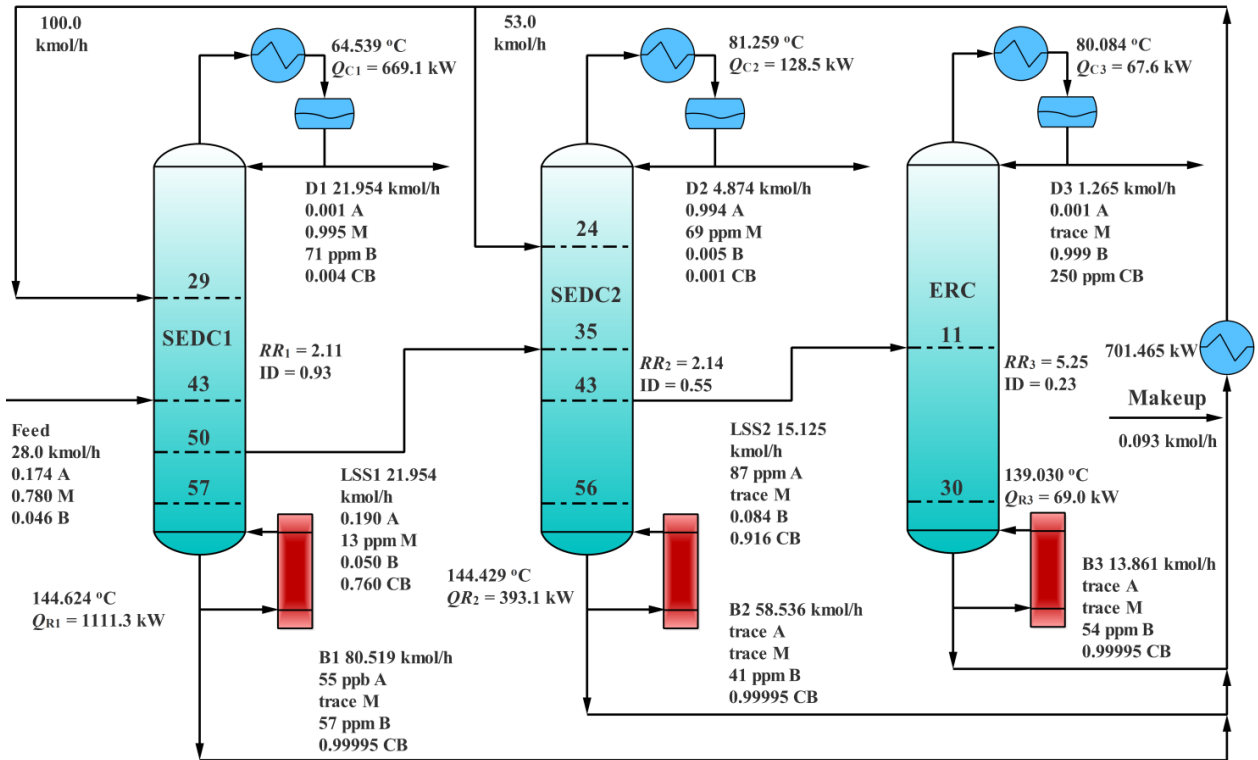 100.0
kmol/h
64.539 °C
QC1 = 669.1 kW
D1 21.954 kmol/h
0.001 A
0.995 M
71 ppm B
0.004 CB
29
SEDC1
43
50
57
RR1 = 2.11
ID = 0.93
Feed
28.0 kmol/h
0.174 A
0.780 M
0.046 B
LSS1 21.954
kmol/h
0.190 A
13 ppm M
0.050 B
0.760 CB
144.624 °C
QR1 = 1111.3 kW
B1 80.519 kmol/h
55 ppb A
trace M
57 ppm B
0.99995 CB
53.0
kmol/h
81.259 °C
QC2 = 128.5 kW
D2 4.874 kmol/h
0.994 A
69 ppm M
0.005 B
0.001 CB
24
SEDC2
35
43
56
RR2 = 2.14
ID = 0.55
LSS2 15.125
kmol/h
87 ppm A
trace M
0.084 B
0.916 CB
144.429 °C
QR2 = 393.1 kW
B2 58.536 kmol/h
trace A
trace M
41 ppm B
0.99995 CB
80.084 °C
QC3 = 67.6 kW
D3 1.265 kmol/h
0.001 A
trace M
0.999 B
250 ppm CB
ERC
11
30
RR3 = 5.25
ID = 0.23
701.465 kW
Makeup
0.093 kmol/h
139.030 °C
QR3 = 69.0 kW
B3 13.861 kmol/h
trace A
trace M
54 ppm B
0.99995 CB